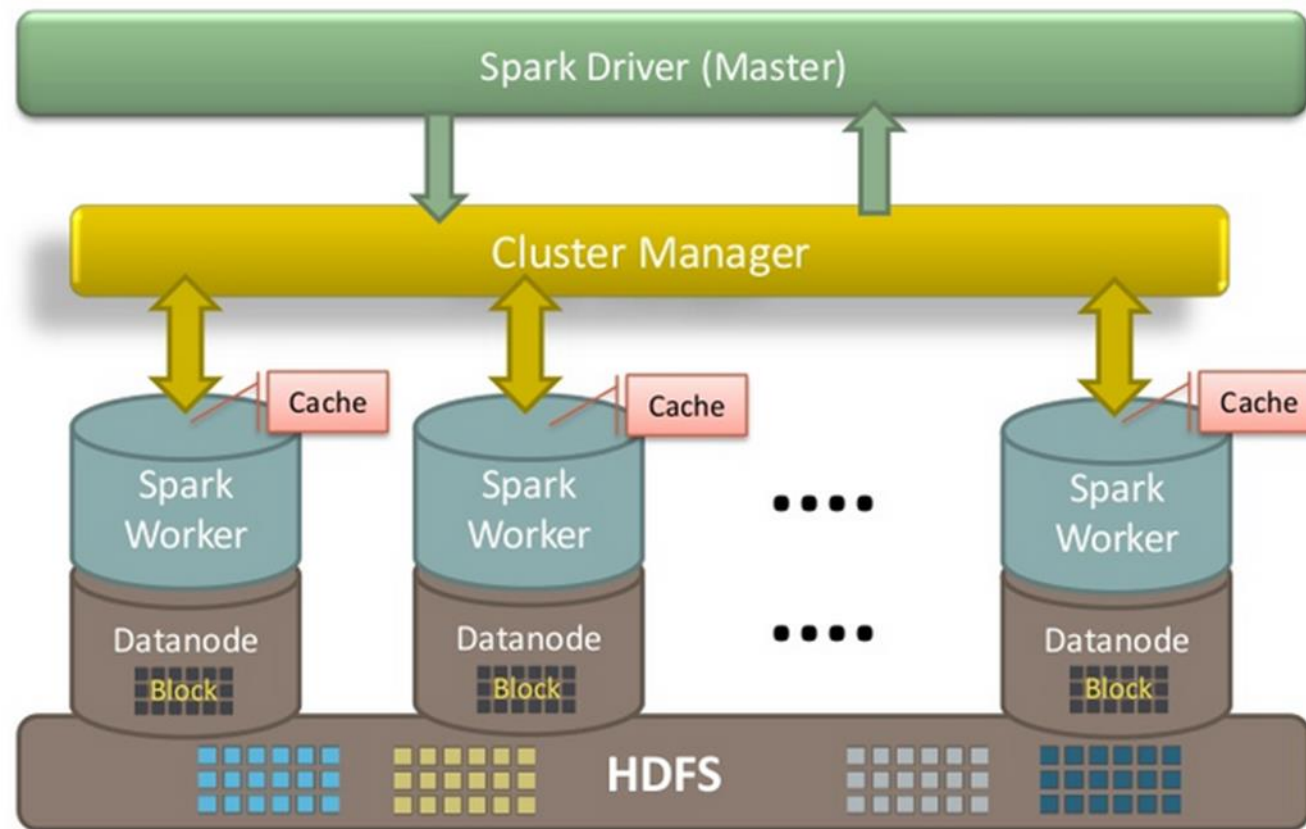 Spark Driver (Master)
Cluster Manager
Cache
Cache
Cache
Spark
Worker
Spark
Worker
Spark
Worker
Datanode
Block
Datanode
Block
Datanode
Block
HDFS